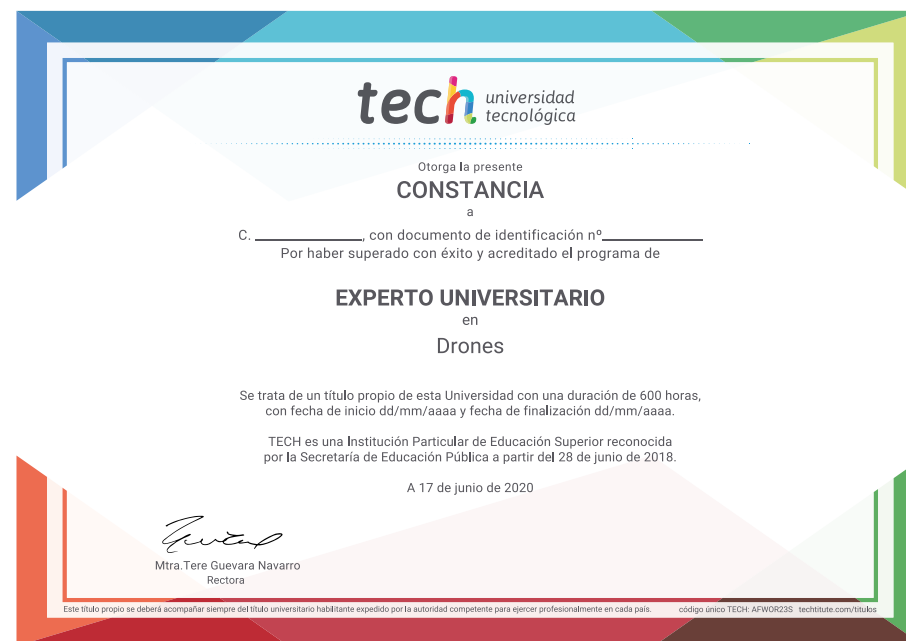 tech universidad
tecnológica
Otorga la presente
CONSTANCIA
a
C. ____________, con documento de identificación nº____________
Por haber superado con éxito y acreditado el programa de
EXPERTO UNIVERSITARIO
en
Drones
Se trata de un título propio de esta Universidad con una duración de 600 horas,
con fecha de inicio dd/mm/aaaa y fecha de finalización dd/mm/aaaa.
TECH es una Institución Particular de Educación Superior reconocida
por la Secretaría de Educación Pública a partir del 28 de junio de 2018.
A 17 de junio de 2020
Mtra.Tere Guevara Navarro
Rectora
Este título propio se deberá acompañar siempre del título universitario habilitante expedido por la autoridad competente para ejercer profesionalmente en cada país. código único TECH: AFWOR23S techtitute.com/titulos